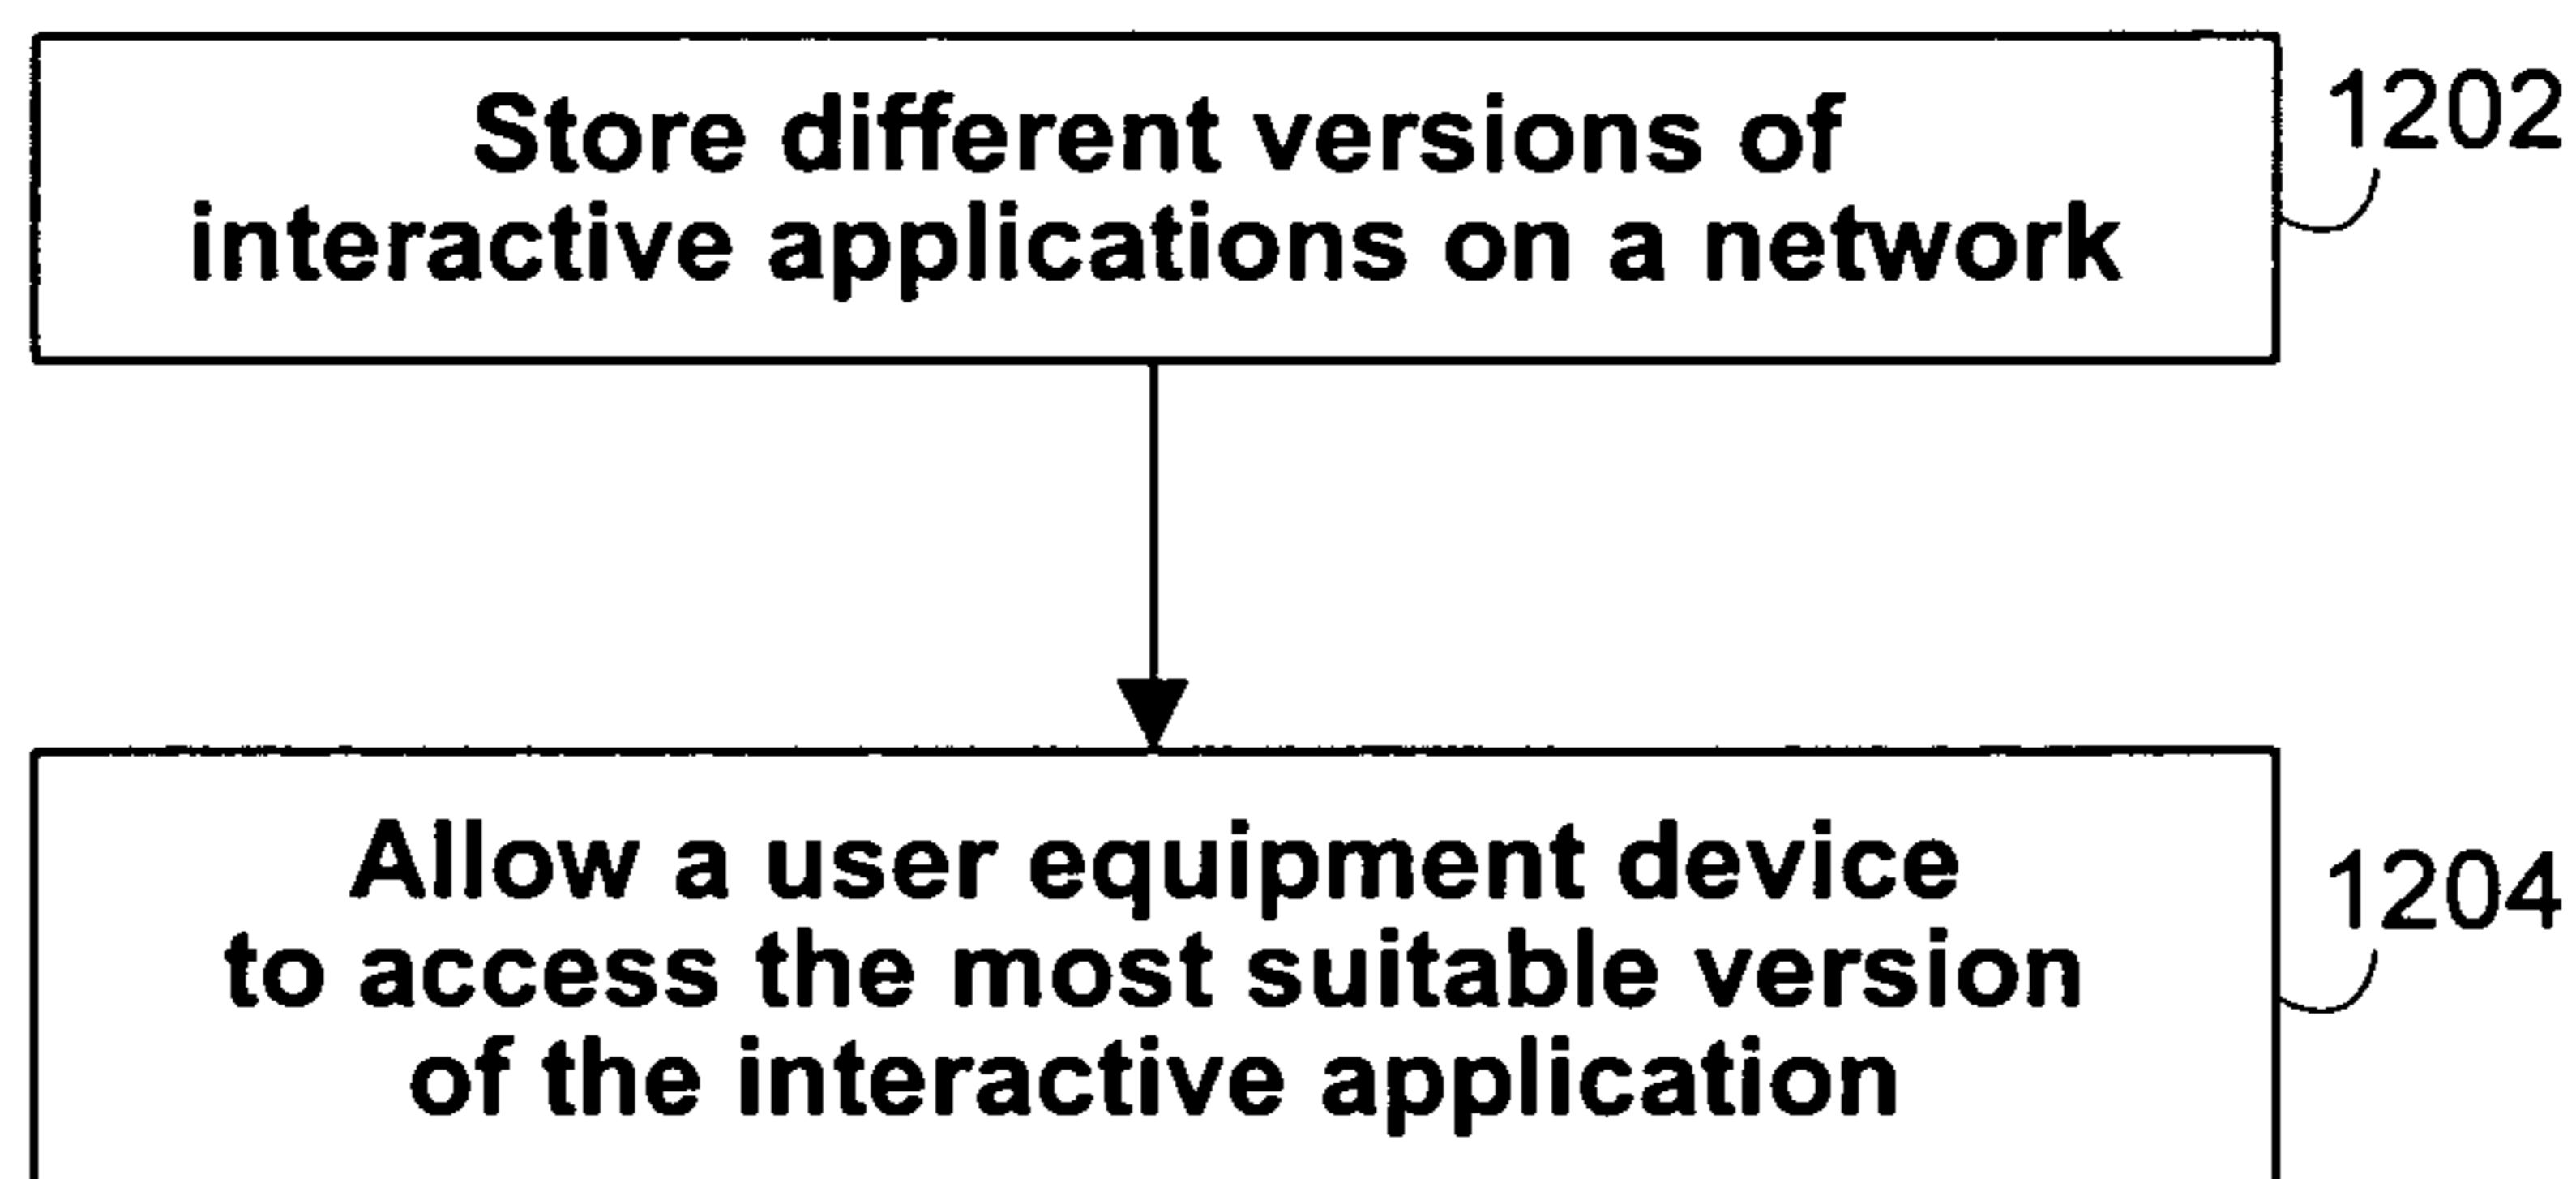 Store different versions of
interactive applications on a network
1202
Allow a user equipment device
to access the most suitable version
of the interactive application
1204